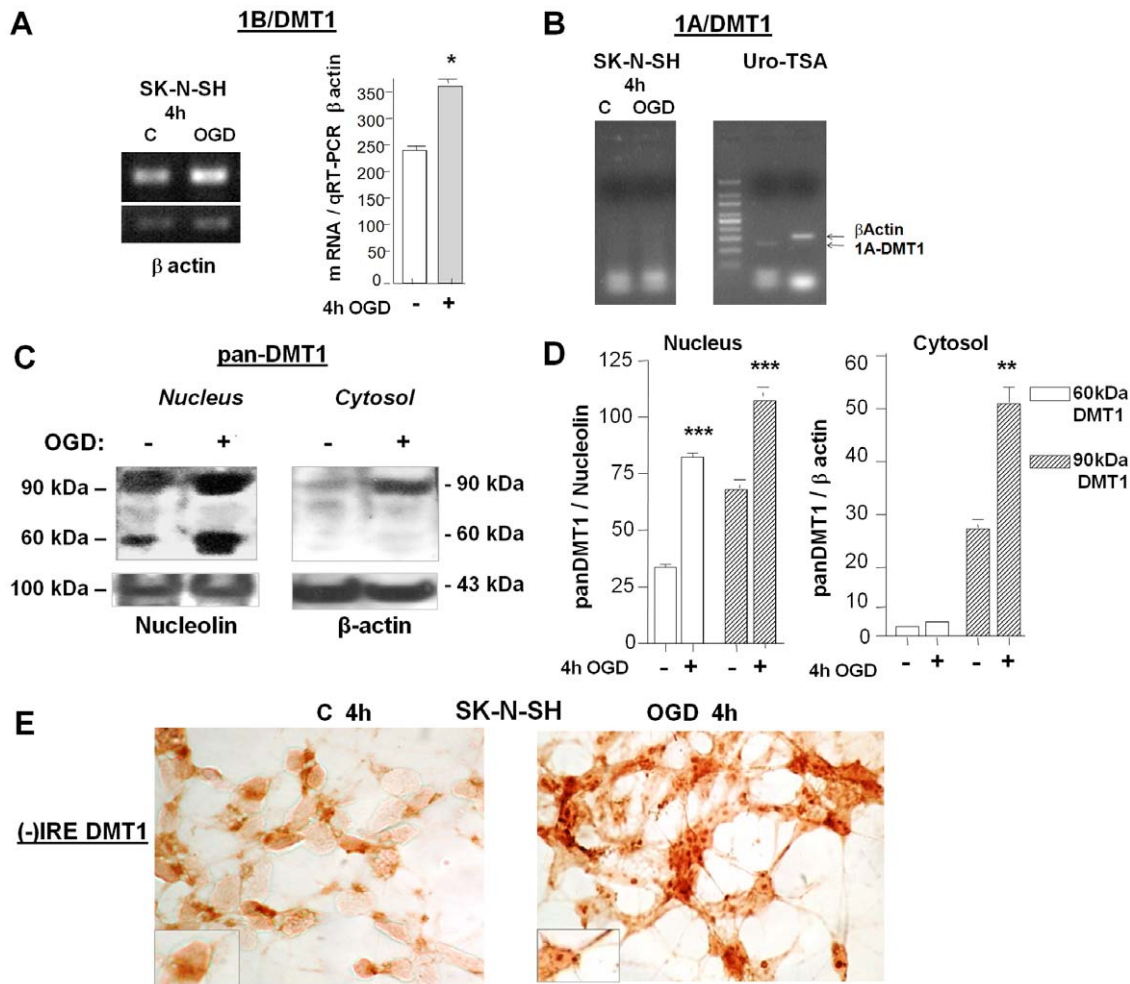 A
1B/DMT1
SK-N-SH
4h
C OGD
β actin
m RNA / qRT-PCR β actin
350
300
250
200
150
100
50
0
*
4h OGD - +
B
1A/DMT1
SK-N-SH
4h
C OGD
Uro-TSA
βActin
1A-DMT1
C
pan-DMT1
Nucleus Cytosol
OGD: - + - +
90 kDa – - 90 kDa
60 kDa – - 60 kDa
100 kDa – - 43 kDa
Nucleolin β-actin
D
Nucleus
panDMT1 / Nucleolin
125
100
75
50
25
0
***
***
4h OGD - + - +
Cytosol
panDMT1 / β actin
60
50
40
30
20
10
0
**
4h OGD - + - +
60kDa
DMT1
90kDa
DMT1
E
C 4h SK-N-SH OGD 4h
(-)IRE DMT1